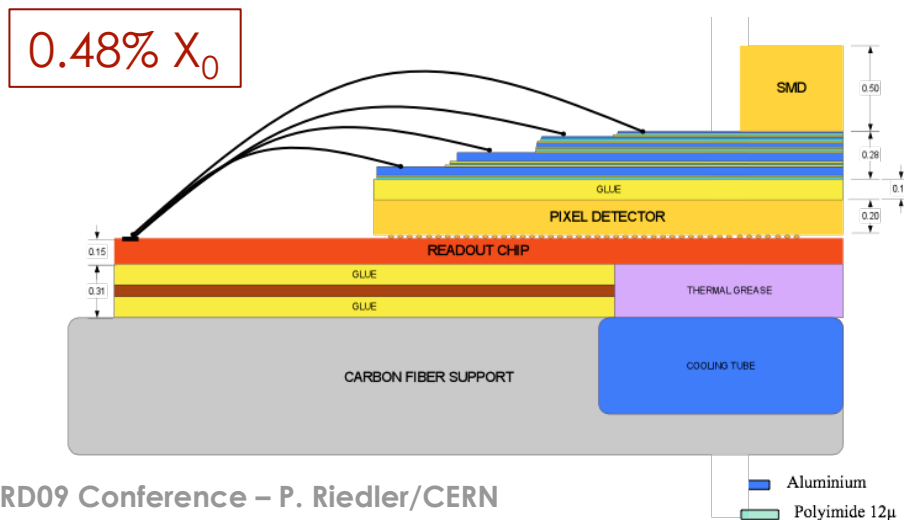 0.48% X0
SMD
0.50
0.28
GLUE
0.1
PIXEL DETECTOR
0.20
READOUT CHIP
0.15
GLUE
0.31
THERMAL GREASE
GLUE
COOLING TUBE
CARBON FIBER SUPPORT
RD09 Conference – P. Riedler/CERN
Aluminium
Polyimide 12µ